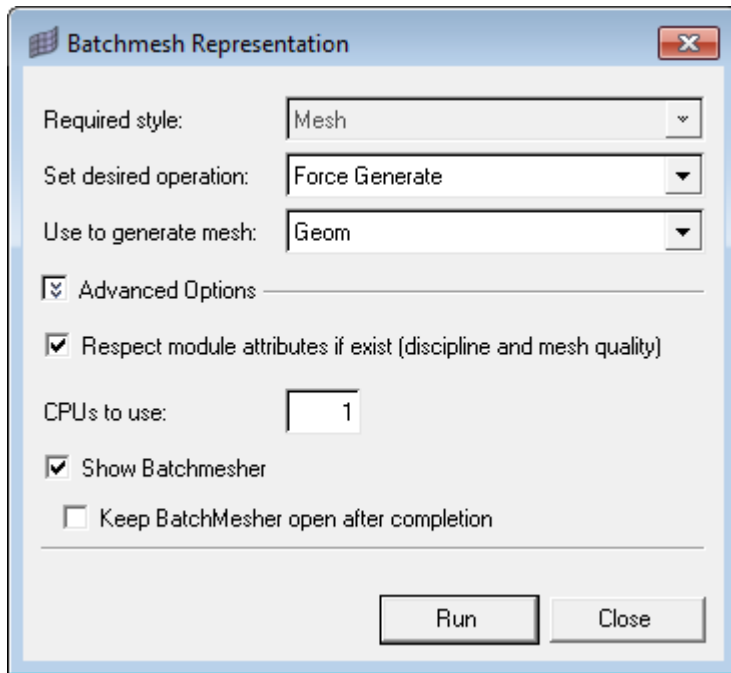 Batchmesh Representation
Required style: Mesh
Set desired operation: Force Generate
Use to generate mesh: Geom
Advanced Options
Respect module attributes if exist (discipline and mesh quality)
CPUs to use: 1
Show Batchmesher
Keep BatchMesher open after completion
Run Close